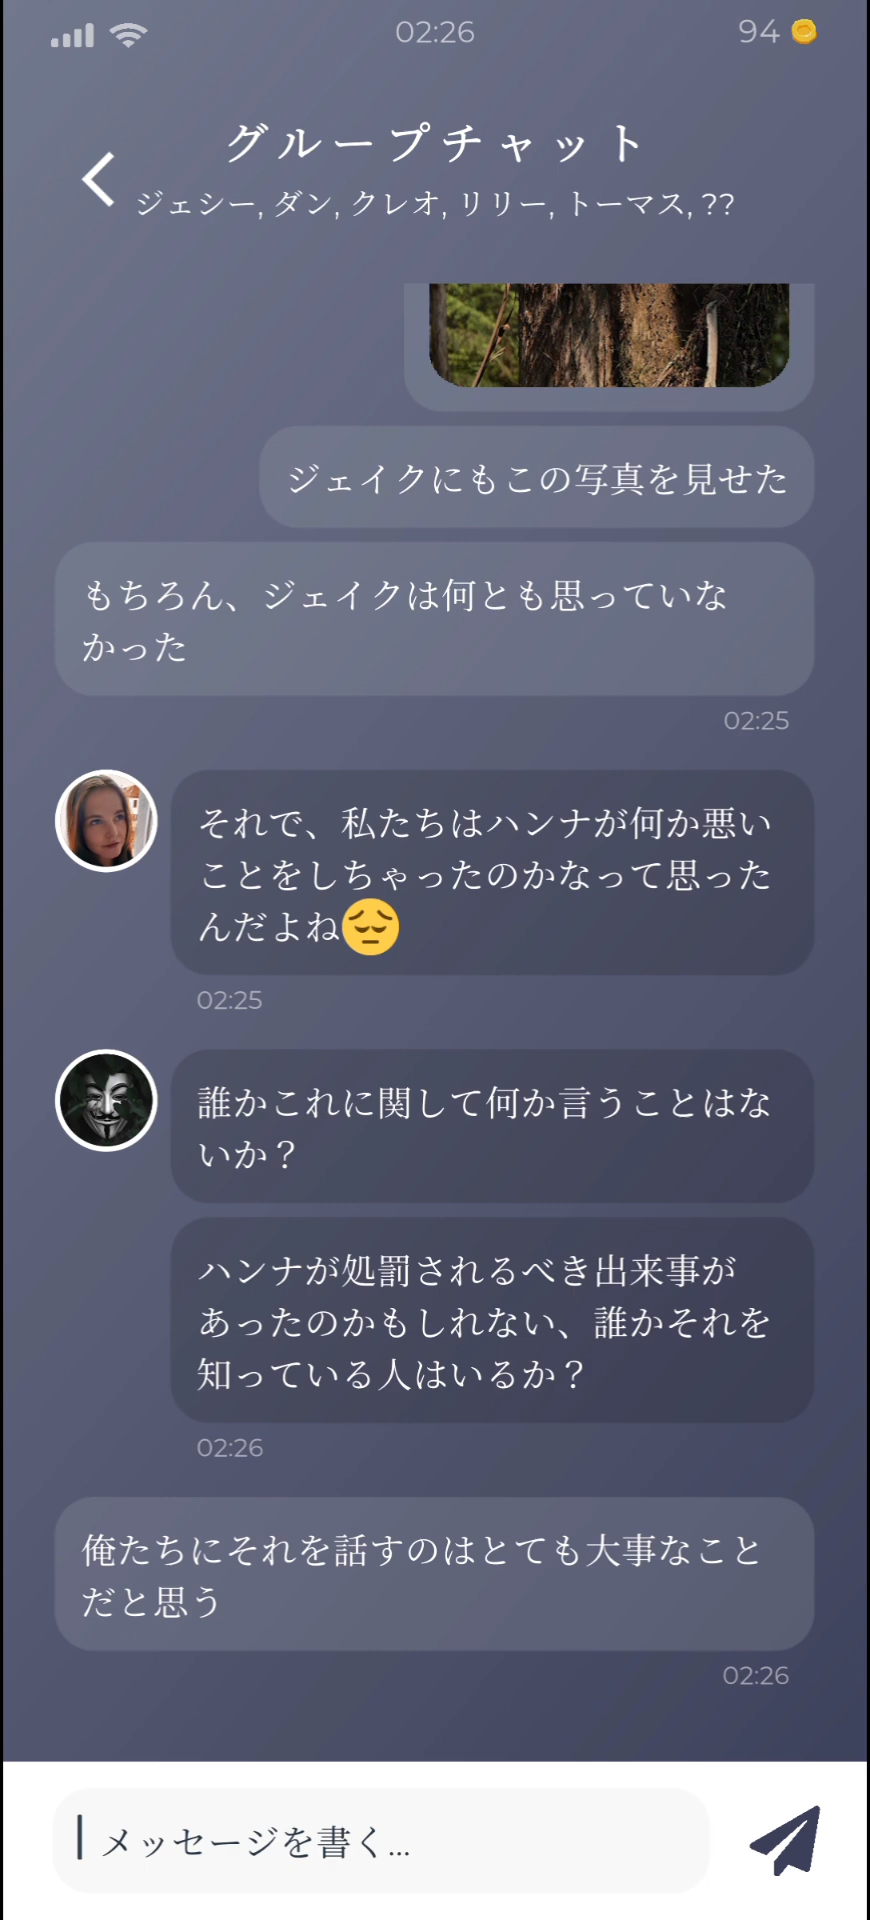 02:26
94
グループチャット
ジェシー, ダン, クレオ, リリー, トーマス, ??
ジェイクにもこの写真を見せた
もちろん、ジェイクは何とも思っていな
かった
02:25
それで、私たちはハンナが何か悪い
ことをしちゃったのかなって思った
んだよね😔
02:25
誰かこれに関して何か言うことはな
いか？
ハンナが処罰されるべき出来事が
あったのかもしれない、誰かそれを
知っている人はいるか？
02:26
俺たちにそれを話すのはとても大事なこと
だと思う
02:26
メッセージを書く...